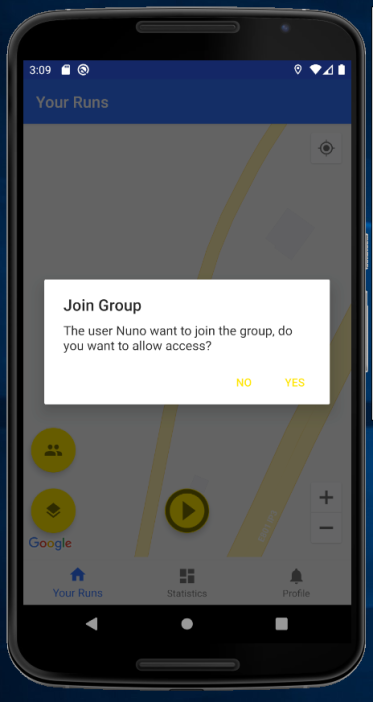 3:09
Your Runs
Join Group
The user Nuno want to join the group, do
you want to allow access?
NO YES
Google
Your Runs Statistics Profile